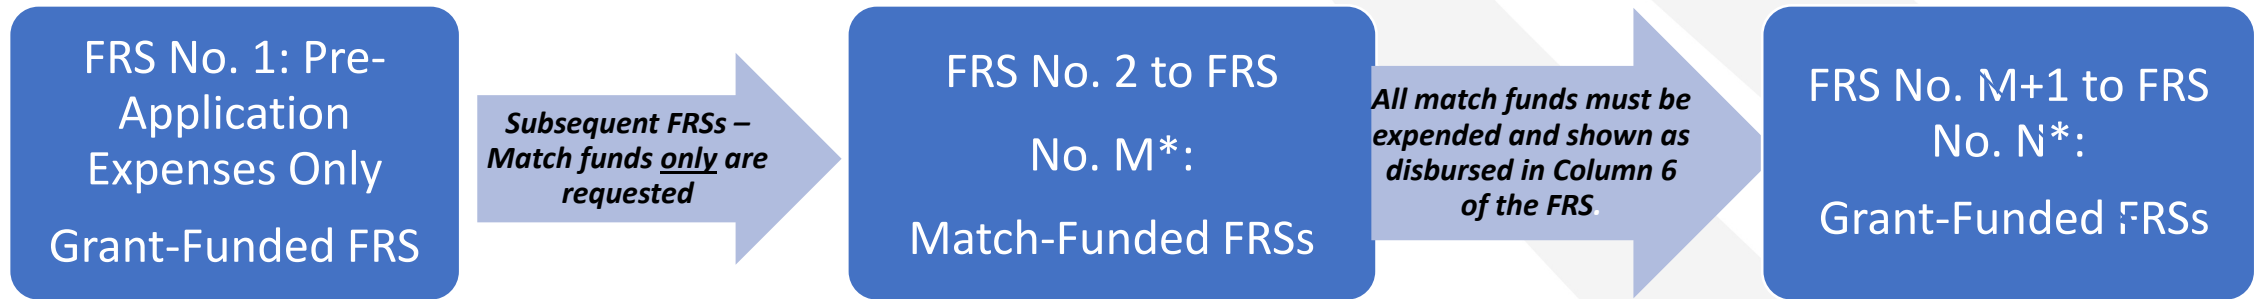 FRS No. 1: Pre-
Application
Expenses Only
Grant-Funded FRS
Subsequent FRSs –
Match funds only are
requested
FRS No. 2 to FRS
No. M*:
Match-Funded FRSs
All match funds must be
expended and shown as
disbursed in Column 6
of the FRS.
FRS No. M+1 to FRS
No. N*:
Grant-Funded FRSs